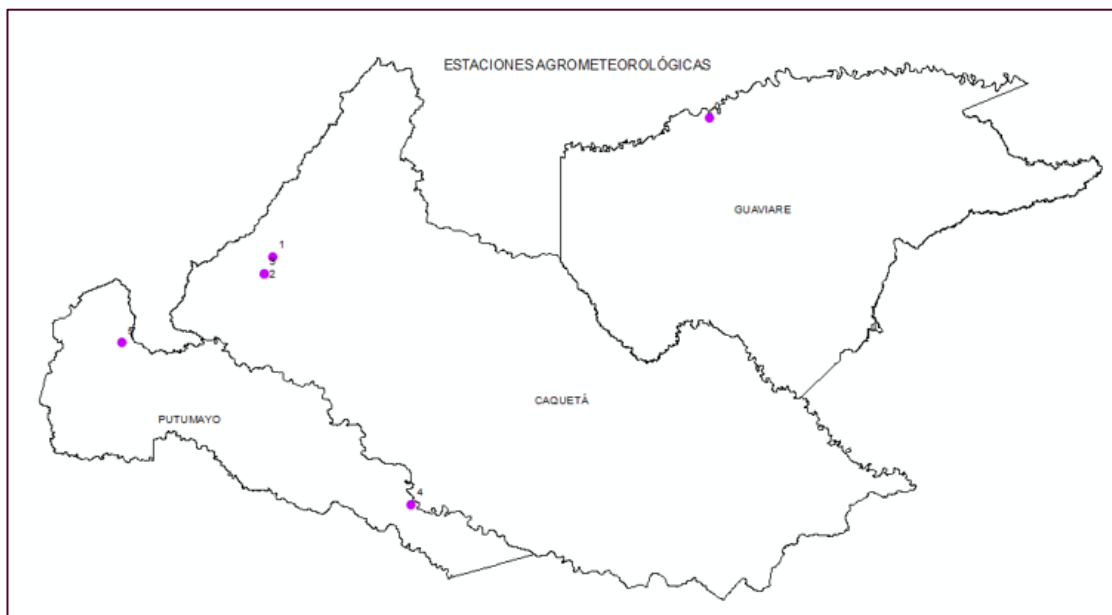 ESTACIONES AGROMETEOROLÓGICAS
GUAVIARE
1
3
2
CAQUETÁ
PUTUMAYO
4